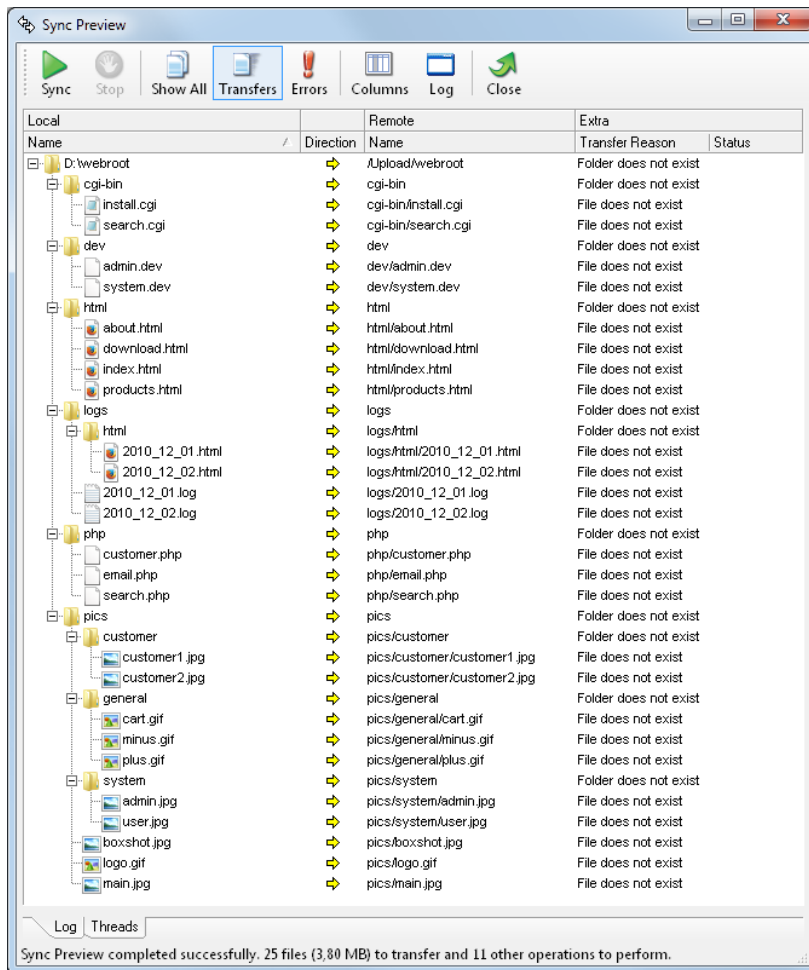 Sync Preview
Sync Stop Show All Transfers Errors Columns Log Close
Local Remote Extra
Name Direction Name Transfer Reason Status
D:\webroot /Upload/webroot Folder does not exist
cgi-bin cgi-bin Folder does not exist
install.cgi cgi-bin/install.cgi File does not exist
search.cgi cgi-bin/search.cgi File does not exist
dev dev Folder does not exist
admin.dev dev/admin.dev File does not exist
system.dev dev/system.dev File does not exist
html html Folder does not exist
about.html html/about.html File does not exist
download.html html/download.html File does not exist
index.html html/index.html File does not exist
products.html html/products.html File does not exist
logs logs Folder does not exist
html logs/html Folder does not exist
2010_12_01.html logs/html/2010_12_01.html File does not exist
2010_12_02.html logs/html/2010_12_02.html File does not exist
2010_12_01.log logs/2010_12_01.log File does not exist
2010_12_02.log logs/2010_12_02.log File does not exist
php php Folder does not exist
customer.php php/customer.php File does not exist
email.php php/email.php File does not exist
search.php php/search.php File does not exist
pics pics Folder does not exist
customer pics/customer Folder does not exist
customer1.jpg pics/customer/customer1.jpg File does not exist
customer2.jpg pics/customer/customer2.jpg File does not exist
general pics/general Folder does not exist
cart.gif pics/general/cart.gif File does not exist
minus.gif pics/general/minus.gif File does not exist
plus.gif pics/general/plus.gif File does not exist
system pics/system Folder does not exist
admin.jpg pics/system/admin.jpg File does not exist
user.jpg pics/system/user.jpg File does not exist
boxshot.jpg pics/boxshot.jpg File does not exist
logo.gif pics/logo.gif File does not exist
main.jpg pics/main.jpg File does not exist
Log Threads
Sync Preview completed successfully. 25 files (3,80 MB) to transfer and 11 other operations to perform.